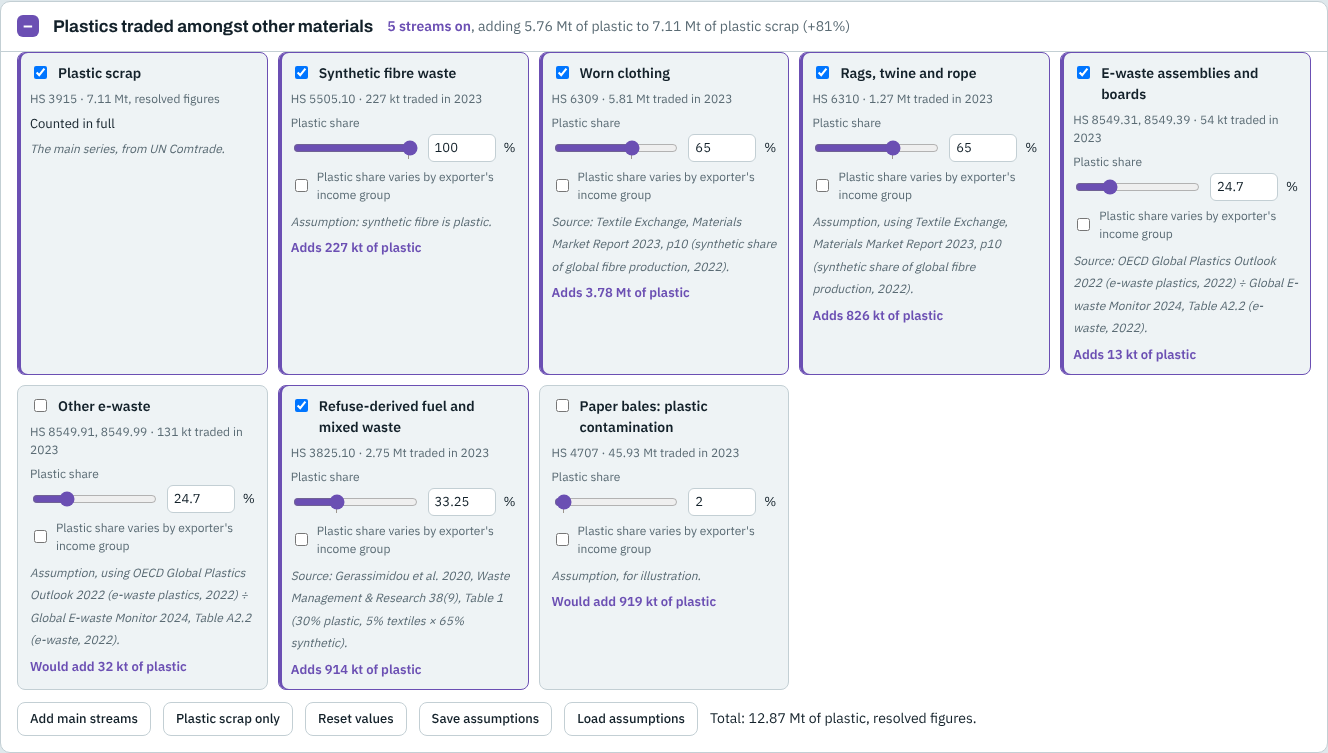 Plastics traded amongst other materials 5 streams on, adding 5.76 Mt of plastic to 7.11 Mt of plastic scrap (+81%)
Plastic scrap
HS 3915 · 7.11 Mt, resolved figures
Counted in full
The main series, from UN Comtrade.
Synthetic fibre waste
HS 5505.10 · 227 kt traded in 2023
Plastic share
100 %
Plastic share varies by exporter's
income group
Assumption: synthetic fibre is plastic.
Adds 227 kt of plastic
Worn clothing
HS 6309 · 5.81 Mt traded in 2023
Plastic share
65 %
Plastic share varies by exporter's
income group
Source: Textile Exchange, Materials
Market Report 2023, p10 (synthetic share
of global fibre production, 2022).
Adds 3.78 Mt of plastic
Rags, twine and rope
HS 6310 · 1.27 Mt traded in 2023
Plastic share
65 %
Plastic share varies by exporter's
income group
Assumption, using Textile Exchange,
Materials Market Report 2023, p10
(synthetic share of global fibre
production, 2022).
Adds 826 kt of plastic
E-waste assemblies and
boards
HS 8549.31, 8549.39 · 54 kt traded in
2023
Plastic share
24.7 %
Plastic share varies by exporter's
income group
Source: OECD Global Plastics Outlook
2022 (e-waste plastics, 2022) ÷ Global E-
waste Monitor 2024, Table A2.2 (e-
waste, 2022).
Adds 13 kt of plastic
Other e-waste
HS 8549.91, 8549.99 · 131 kt traded in
2023
Plastic share
24.7 %
Plastic share varies by exporter's
income group
Assumption, using OECD Global Plastics
Outlook 2022 (e-waste plastics, 2022) ÷
Global E-waste Monitor 2024, Table A2.2
(e-waste, 2022).
Would add 32 kt of plastic
Refuse-derived fuel and
mixed waste
HS 3825.10 · 2.75 Mt traded in 2023
Plastic share
33.25 %
Plastic share varies by exporter's
income group
Source: Gerassimidou et al. 2020, Waste
Management & Research 38(9), Table 1
(30% plastic, 5% textiles × 65%
synthetic).
Adds 914 kt of plastic
Paper bales: plastic
contamination
HS 4707 · 45.93 Mt traded in 2023
Plastic share
2 %
Plastic share varies by exporter's
income group
Assumption, for illustration.
Would add 919 kt of plastic
Add main streams Plastic scrap only Reset values Save assumptions Load assumptions Total: 12.87 Mt of plastic, resolved figures.